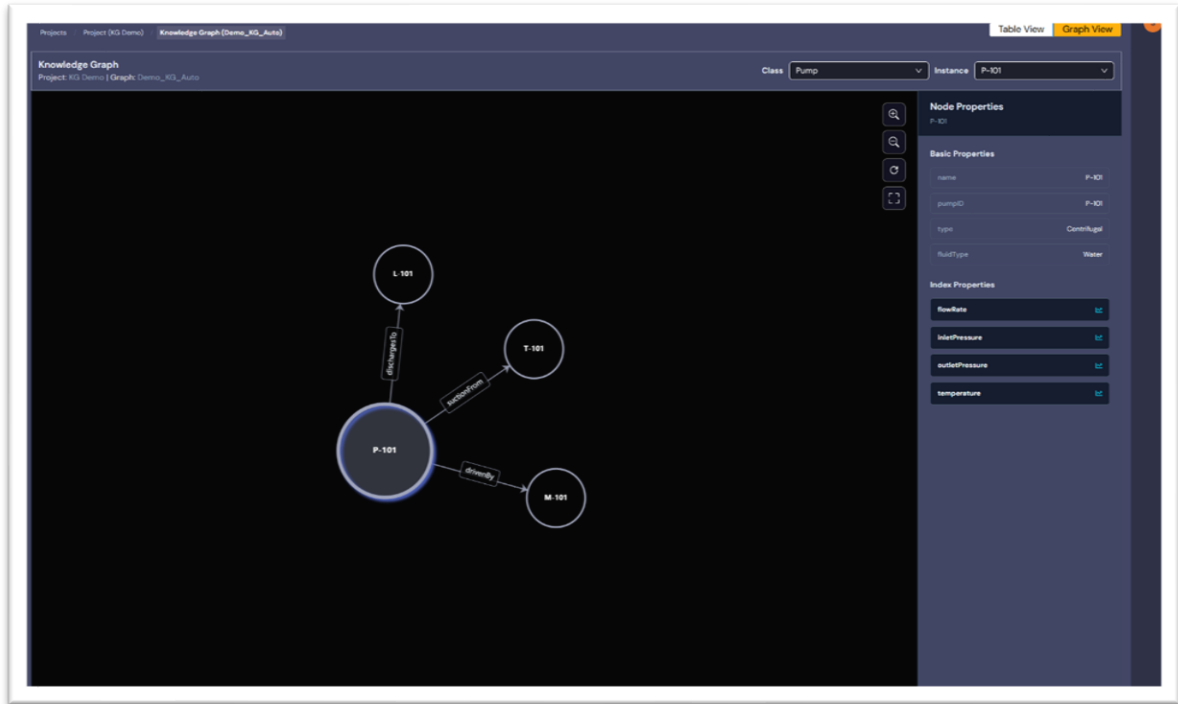 Projects / Project (KG Demo) / Knowledge Graph (Demo_KG_Auto)
Table View
Graph View
Knowledge Graph
Project: KG Demo | Graph: Demo_KG_Auto
Class
Pump
Instance
P-101
Node Properties
P-101
Basic Properties
name P-101
pumpID P-101
type Centrifugal
fluidType Water
Index Properties
flowRate
inletPressure
outletPressure
temperature
L-101
dischargesTo
T-101
suctionFrom
P-101
drivenBy
M-101